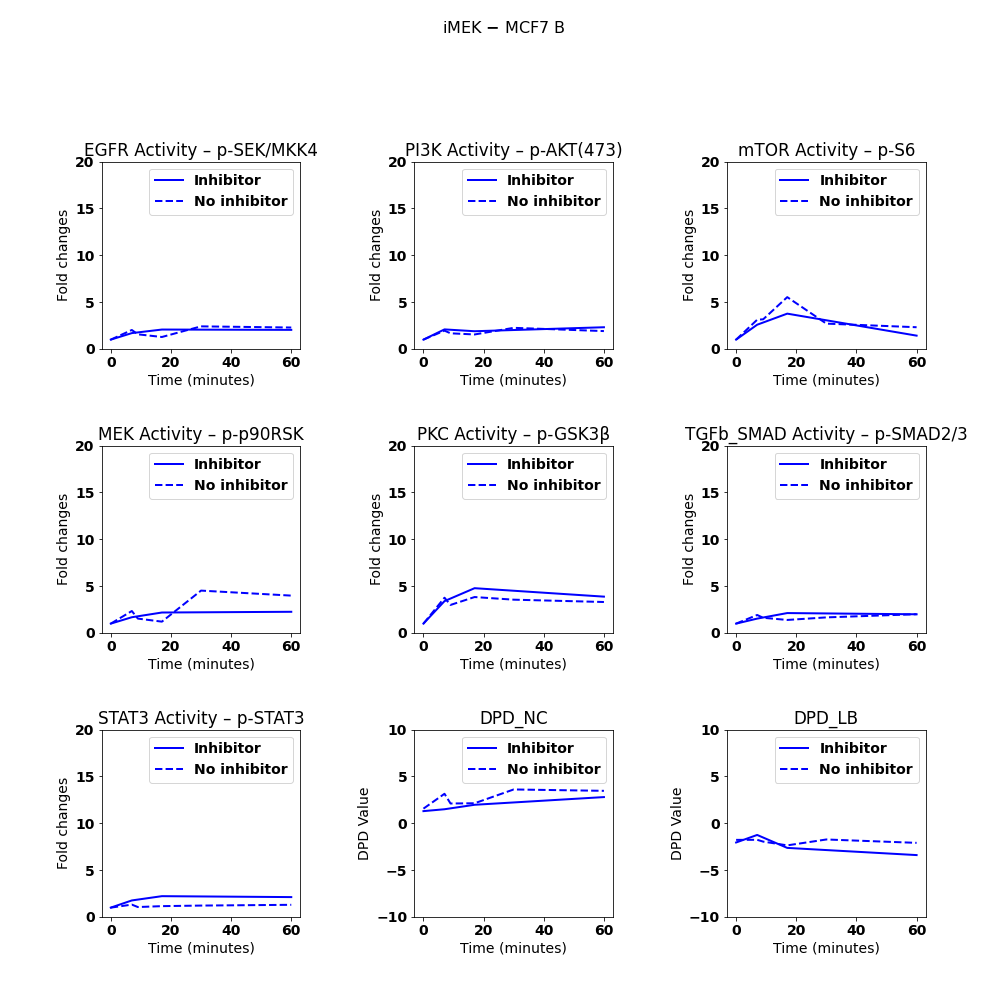 iMEK − MCF7 B
EGFR Activity – p-SEK/MKK4
20
15
10
5
0
Fold changes
Inhibitor
No inhibitor
0 20 40 60
Time (minutes)
PI3K Activity – p-AKT(473)
20
15
10
5
0
Fold changes
Inhibitor
No inhibitor
0 20 40 60
Time (minutes)
mTOR Activity – p-S6
20
15
10
5
0
Fold changes
Inhibitor
No inhibitor
0 20 40 60
Time (minutes)
MEK Activity – p-p90RSK
20
15
10
5
0
Fold changes
Inhibitor
No inhibitor
0 20 40 60
Time (minutes)
PKC Activity – p-GSK3β
20
15
10
5
0
Fold changes
Inhibitor
No inhibitor
0 20 40 60
Time (minutes)
TGFb_SMAD Activity – p-SMAD2/3
20
15
10
5
0
Fold changes
Inhibitor
No inhibitor
0 20 40 60
Time (minutes)
STAT3 Activity – p-STAT3
20
15
10
5
0
Fold changes
Inhibitor
No inhibitor
0 20 40 60
Time (minutes)
DPD_NC
10
5
0
−5
−10
DPD Value
Inhibitor
No inhibitor
0 20 40 60
Time (minutes)
DPD_LB
10
5
0
−5
−10
DPD Value
Inhibitor
No inhibitor
0 20 40 60
Time (minutes)